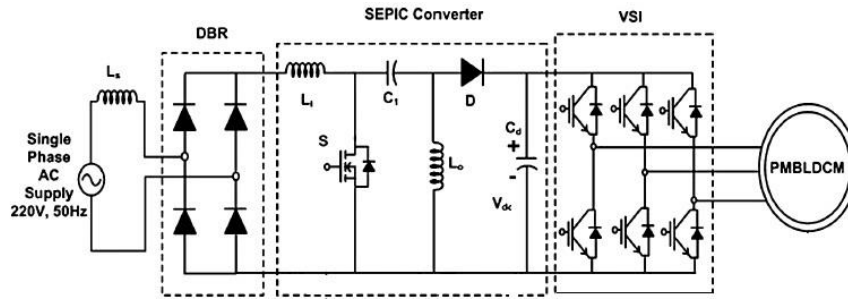 SEPIC Converter
VSI
DBR
Ls
LI
C1
D
S
Lo
Cd
+
-
Vdc
Single
Phase
AC
Supply
220V, 50Hz
PMBLDCM